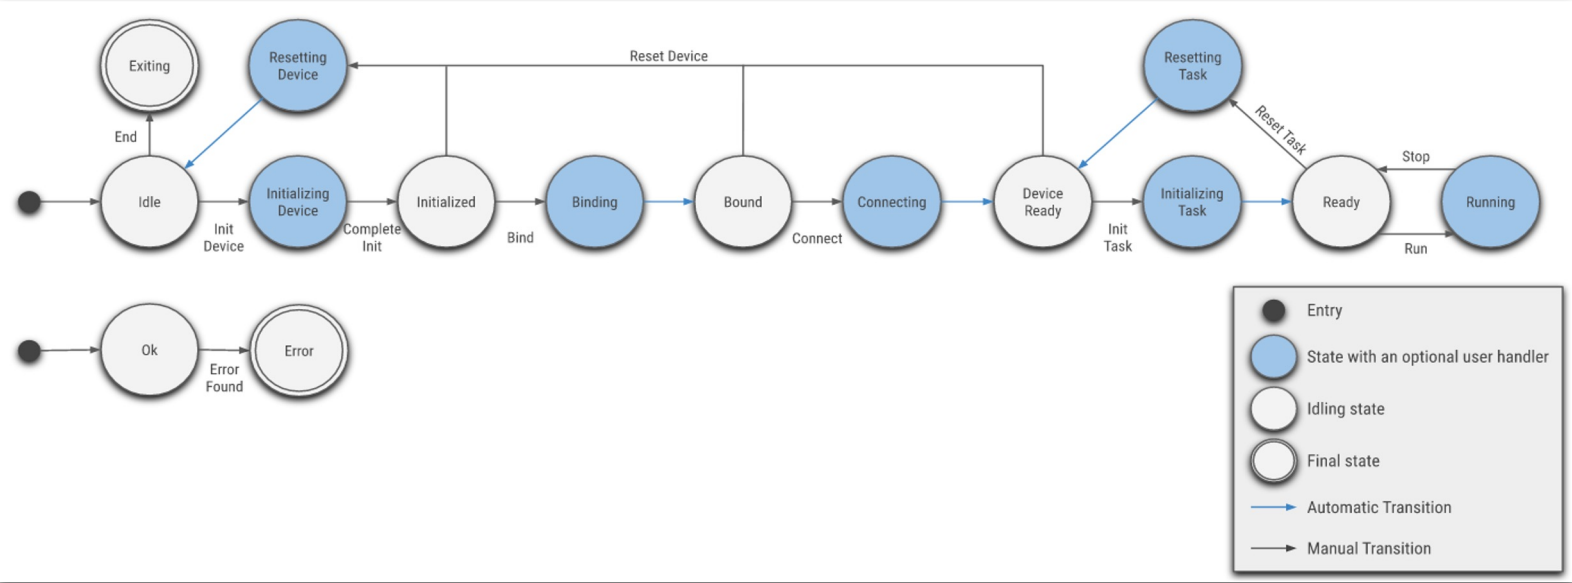 Exiting
Resetting
Device
Reset Device
Resetting
Task
End
Reset Task
Stop
Idle
Initializing
Device
Initialized
Binding
Bound
Connecting
Device
Ready
Initializing
Task
Ready
Running
Init
Device
Complete
Init
Bind
Connect
Init
Task
Run
Ok
Error
Found
Error
Entry
State with an optional user handler
Idling state
Final state
Automatic Transition
Manual Transition